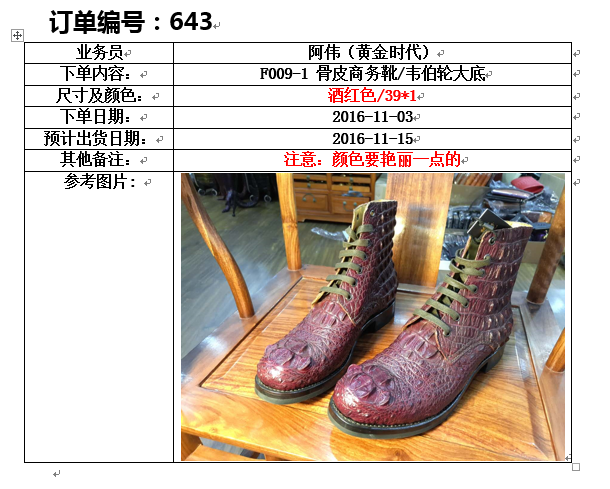 订单编号：643
业务员 阿伟（黄金时代）
下单内容： F009-1 骨皮商务靴/韦伯轮大底
尺寸及颜色： 酒红色/39*1
下单日期： 2016-11-03
预计出货日期： 2016-11-15
其他备注： 注意：颜色要艳丽一点的
参考图片：